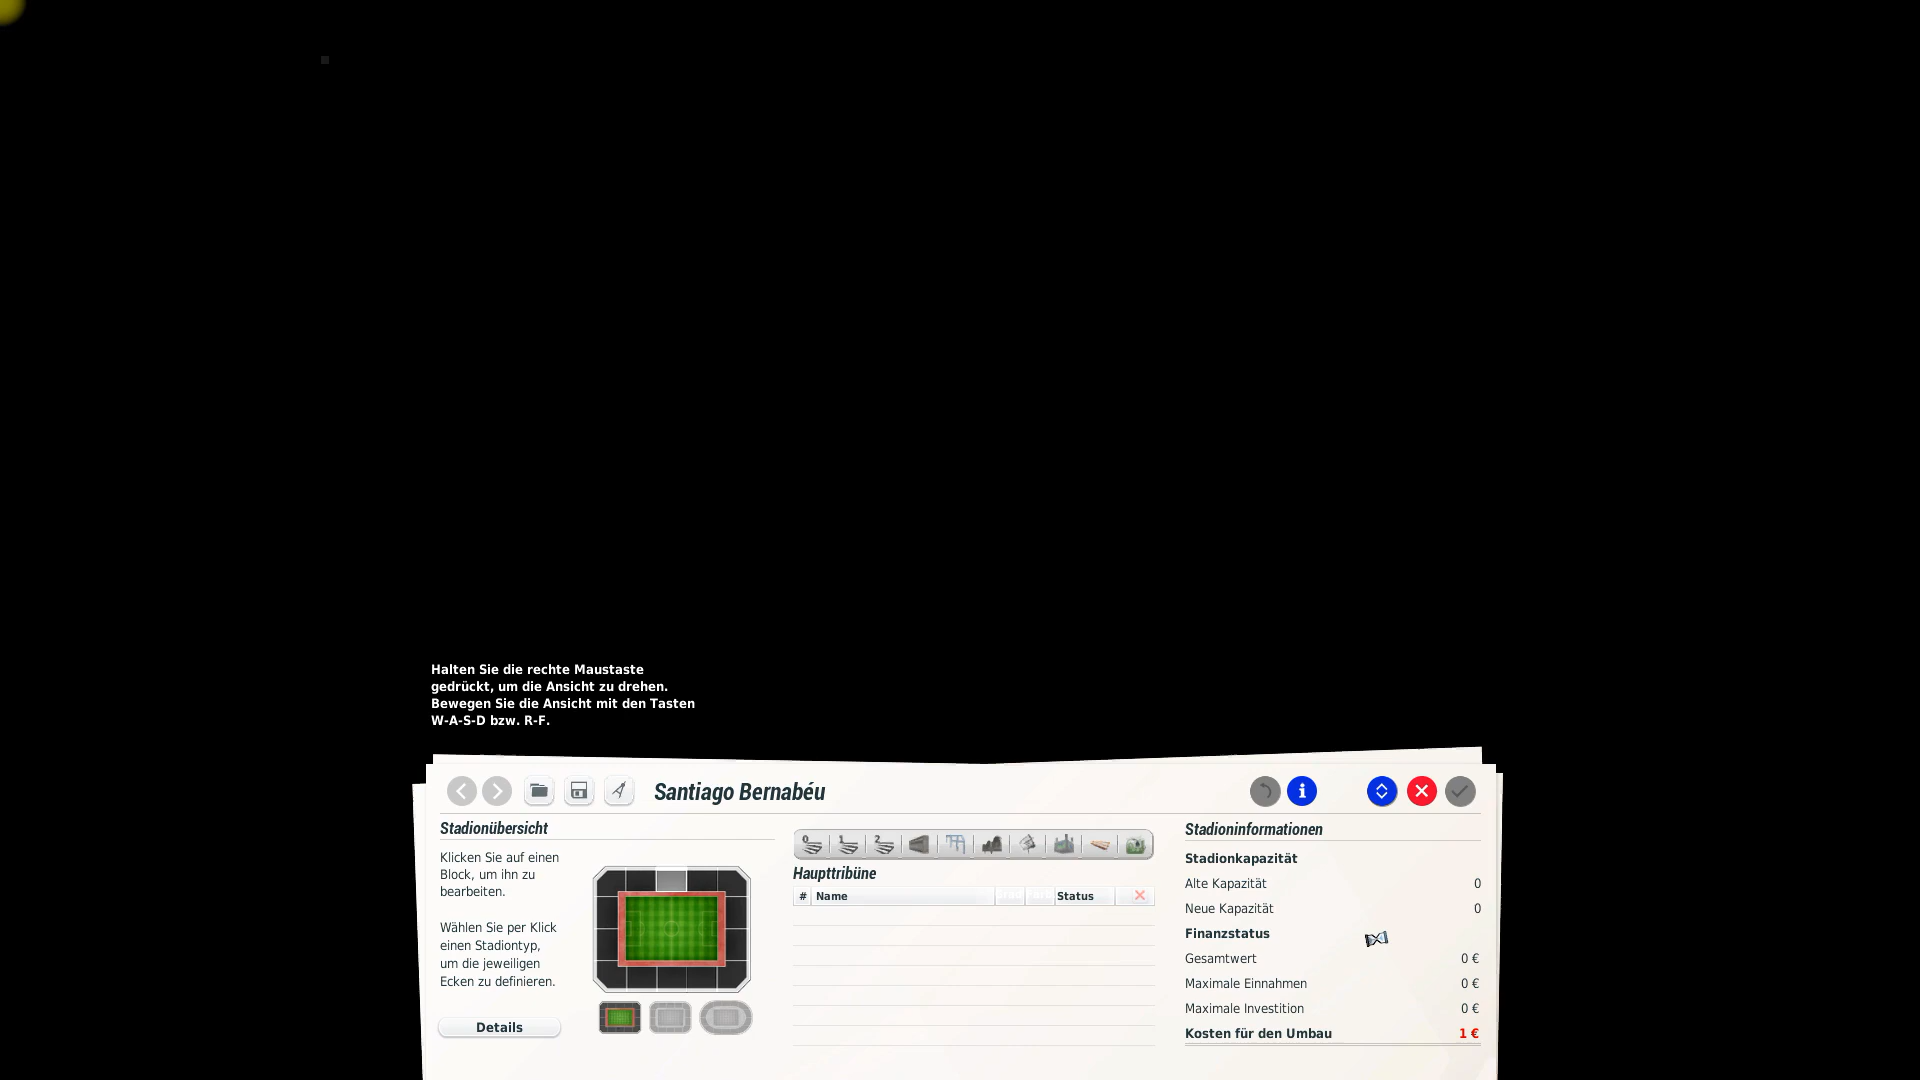 Halten Sie die rechte Maustaste
gedrückt, um die Ansicht zu drehen.
Bewegen Sie die Ansicht mit den Tasten
W-A-S-D bzw. R-F.
Santiago Bernabéu
Stadionübersicht
Klicken Sie auf einen
Block, um ihn zu
bearbeiten.
Wählen Sie per Klick
einen Stadiontyp,
um die jeweiligen
Ecken zu definieren.
Details
0 1 2
Haupttribüne
# Name Status
Stadioninformationen
Stadionkapazität
Alte Kapazität 0
Neue Kapazität 0
Finanzstatus
Gesamtwert 0 €
Maximale Einnahmen 0 €
Maximale Investition 0 €
Kosten für den Umbau 1 €